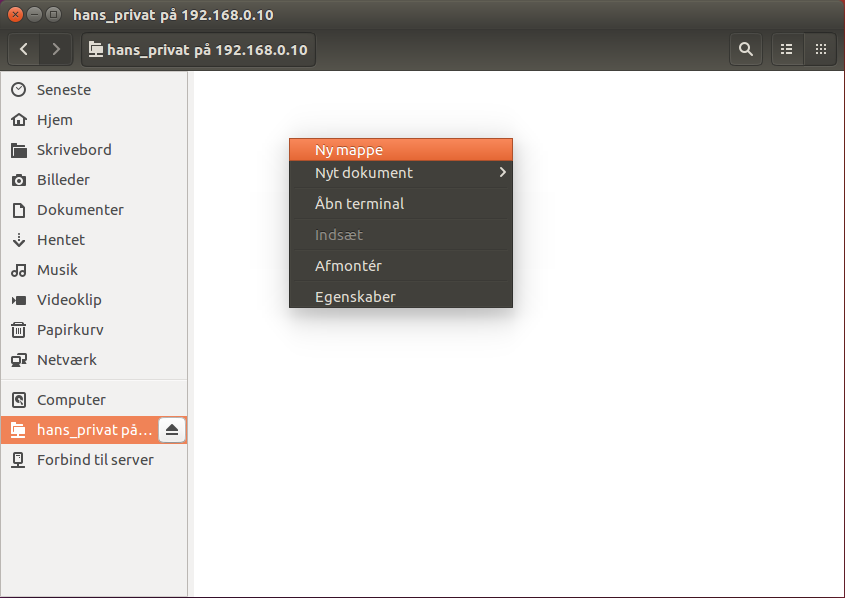 hans_privat på 192.168.0.10
hans_privat på 192.168.0.10
Seneste
Hjem
Skrivebord
Billeder
Dokumenter
Hentet
Musik
Videoklip
Papirkurv
Netværk
Computer
hans_privat på...
Forbind til server
Ny mappe
Nyt dokument
Åbn terminal
Indsæt
Afmontér
Egenskaber